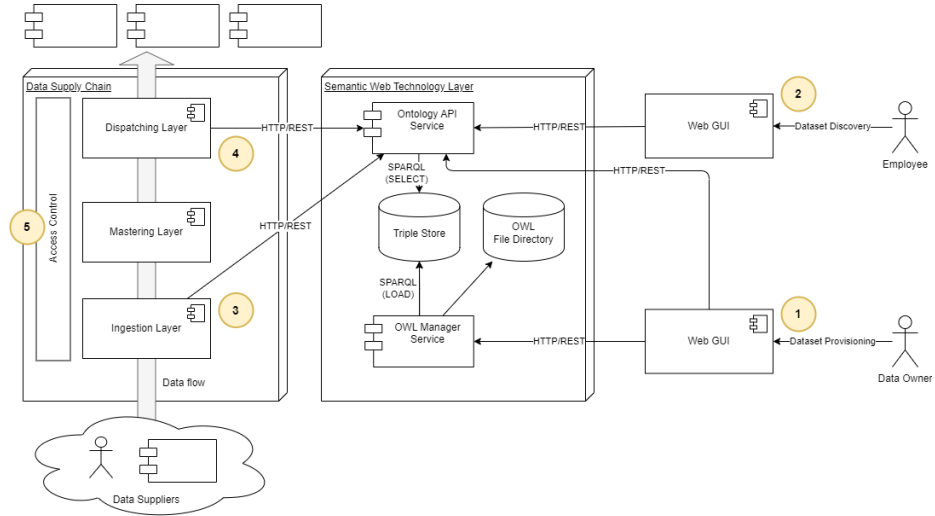 Data Supply Chain
Semantic Web Technology Layer
Dispatching Layer
4
HTTP/REST
Ontology API
Service
HTTP/REST
Web GUI
2
Dataset Discovery
Employee
SPARQL
(SELECT)
HTTP/REST
5
Access Control
Mastering Layer
HTTP/REST
Triple Store
OWL
File Directory
SPARQL
(LOAD)
Ingestion Layer
3
OWL Manager
Service
HTTP/REST
Web GUI
1
Dataset Provisioning
Data Owner
Data flow
Data Suppliers